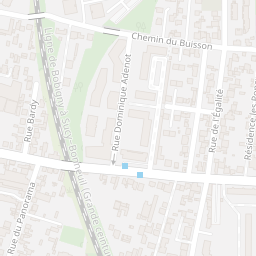 Chemin du Buisson
Ligne de Bobigny à Sucy-Bonneuil (Grande ceinture
Rue Dominique Adenot
Rue de l'Égalité
Rue Bardy
Rue du Panorama